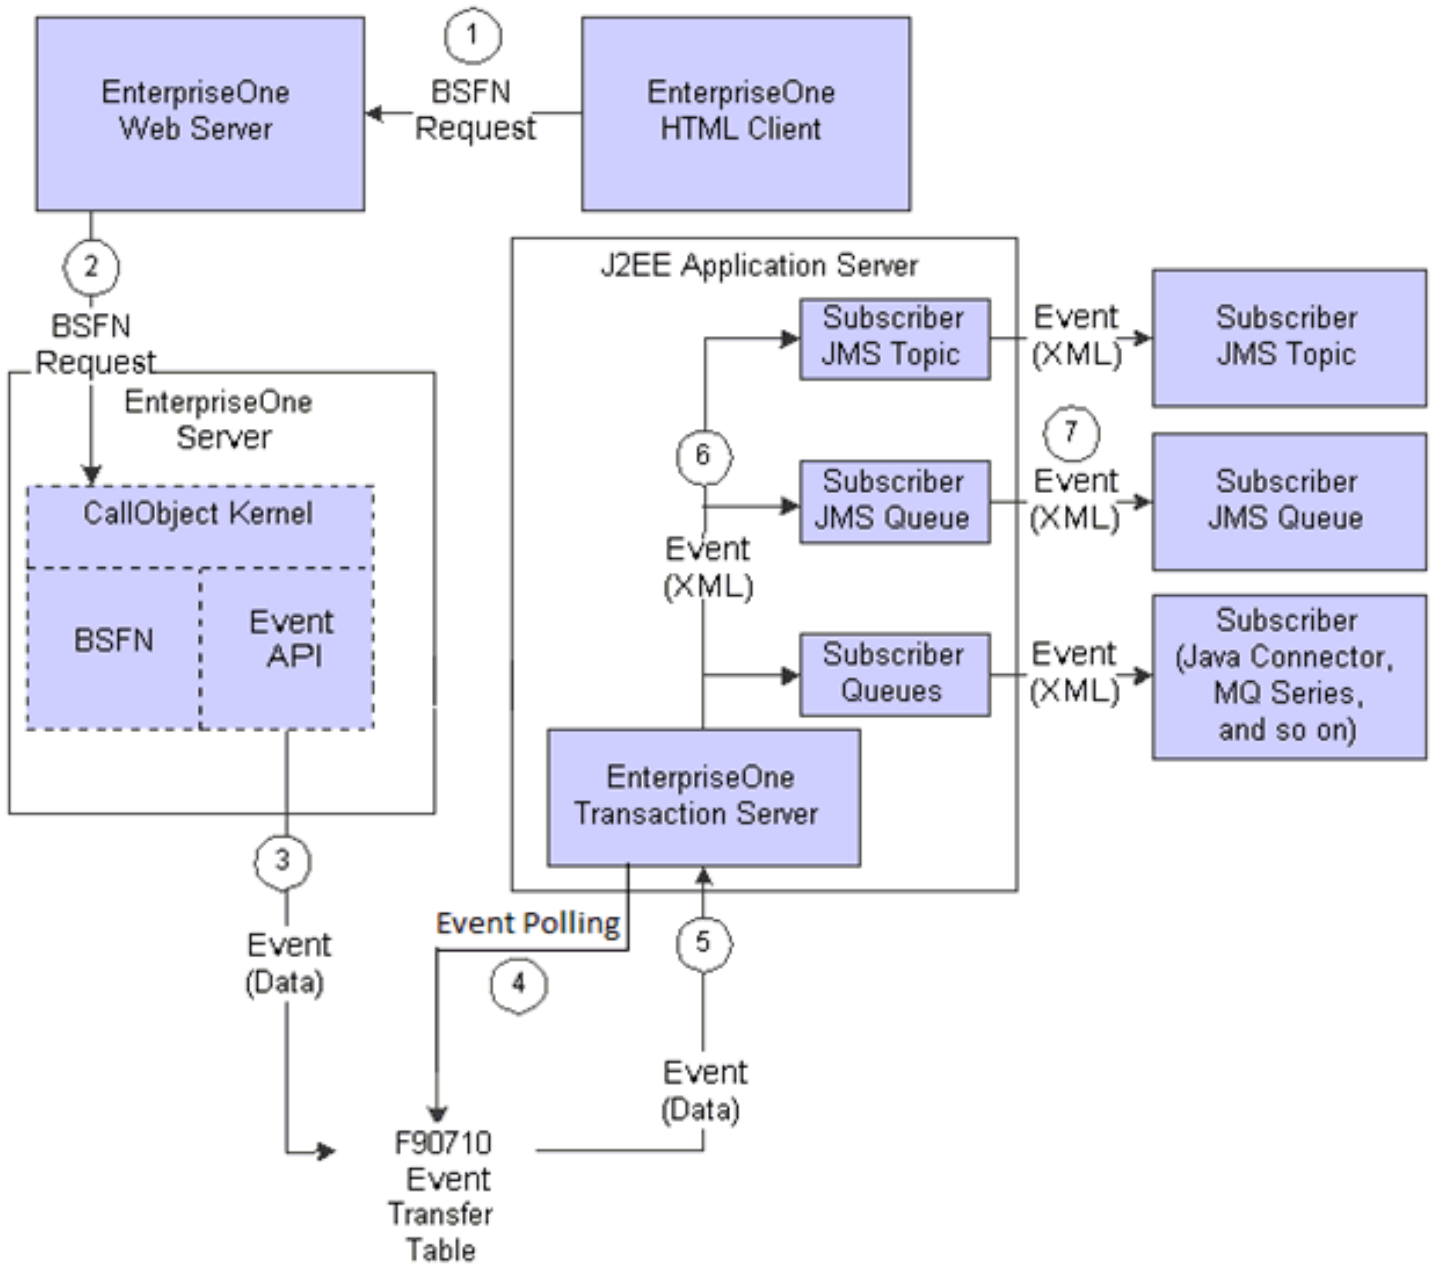 1
EnterpriseOne
Web Server
BSFN
Request
EnterpriseOne
HTML Client
2
BSFN
Request
EnterpriseOne
Server
CallObject Kernel
BSFN
Event
API
3
Event
(Data)
J2EE Application Server
Subscriber
JMS Topic
Event
(XML)
Subscriber
JMS Topic
6
7
Subscriber
JMS Queue
Event
(XML)
Subscriber
JMS Queue
Event
(XML)
Subscriber
Queues
Event
(XML)
Subscriber
(Java Connector,
MQ Series,
and so on)
EnterpriseOne
Transaction Server
Event Polling
4
5
Event
(Data)
F90710
Event
Transfer
Table